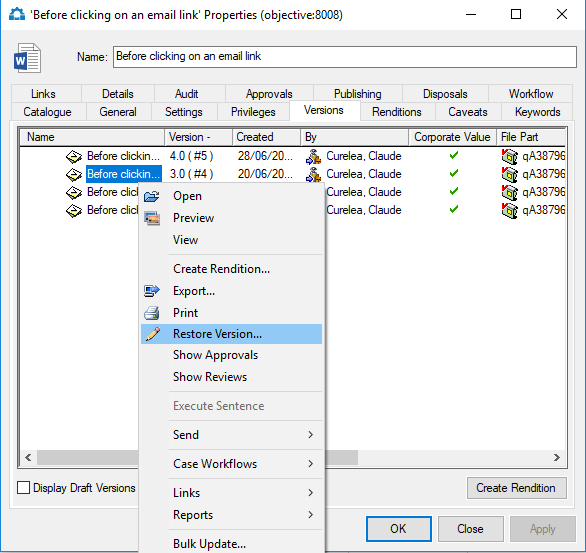 'Before clicking on an email link' Properties (objective:8008)
Name: Before clicking on an email link
Links Details Audit Approvals Publishing Disposals Workflow
Catalogue General Settings Privileges Versions Renditions Caveats Keywords
Name Version - Created By Corporate Value File Part
Before clickin... 4.0 ( #5 ) 28/06/20... Curelea, Claude qA38796
Before clickin... 3.0 ( #4 ) 20/06/20... Curelea, Claude qA38796
Before click Curelea, Claude qA38796
Before click Curelea, Claude qA38796
Open
Preview
View
Create Rendition...
Export...
Print
Restore Version...
Show Approvals
Show Reviews
Execute Sentence
Send
Case Workflows
Links
Reports
Bulk Update...
Display Draft Versions Create Rendition
OK Close Apply